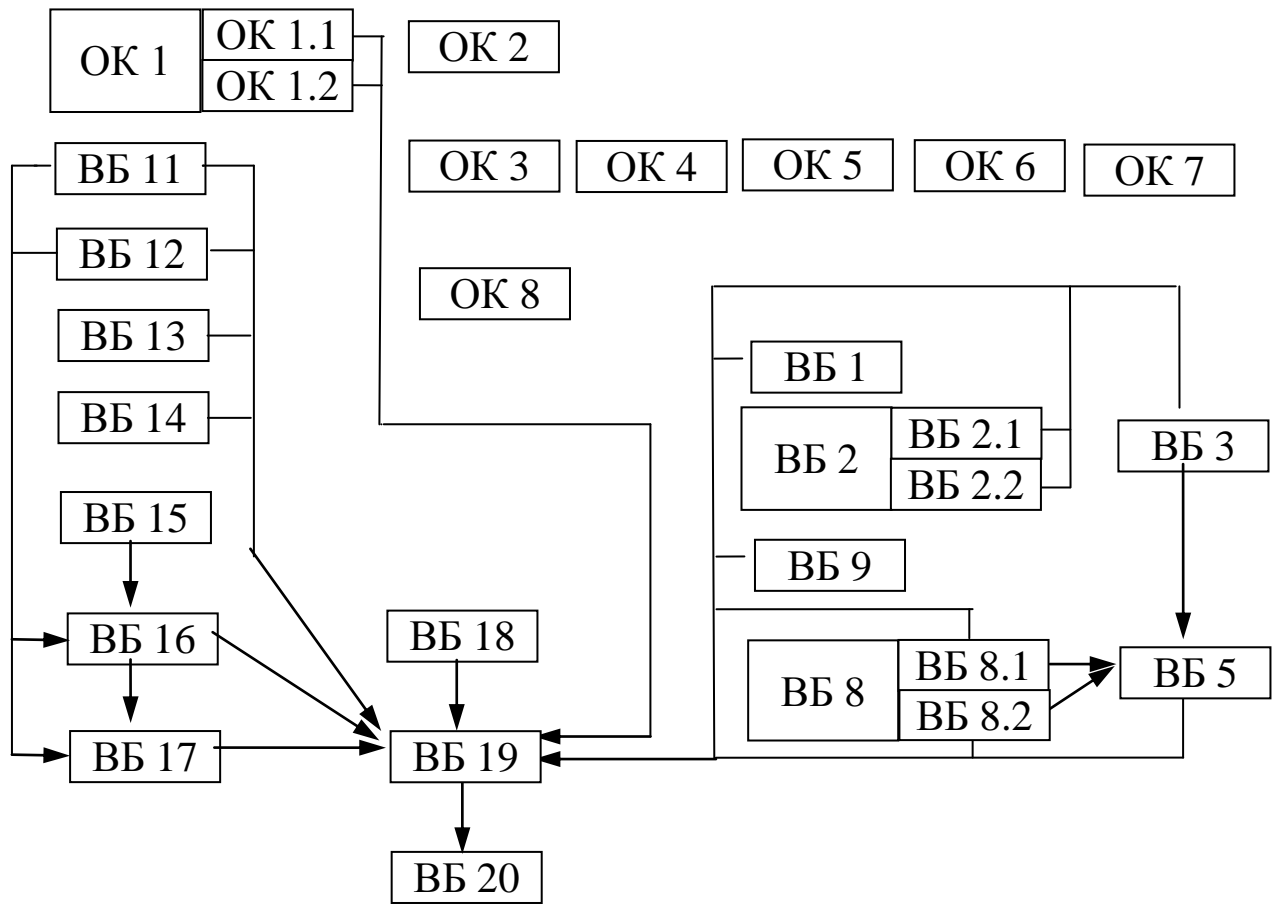 ОК 1
ОК 1.1
ОК 1.2
ОК 2
ВБ 11
ОК 3
ОК 4
ОК 5
ОК 6
ОК 7
ВБ 12
ОК 8
ВБ 13
ВБ 1
ВБ 14
ВБ 2
ВБ 2.1
ВБ 2.2
ВБ 3
ВБ 15
ВБ 9
ВБ 16
ВБ 18
ВБ 8
ВБ 8.1
ВБ 8.2
ВБ 5
ВБ 17
ВБ 19
ВБ 20